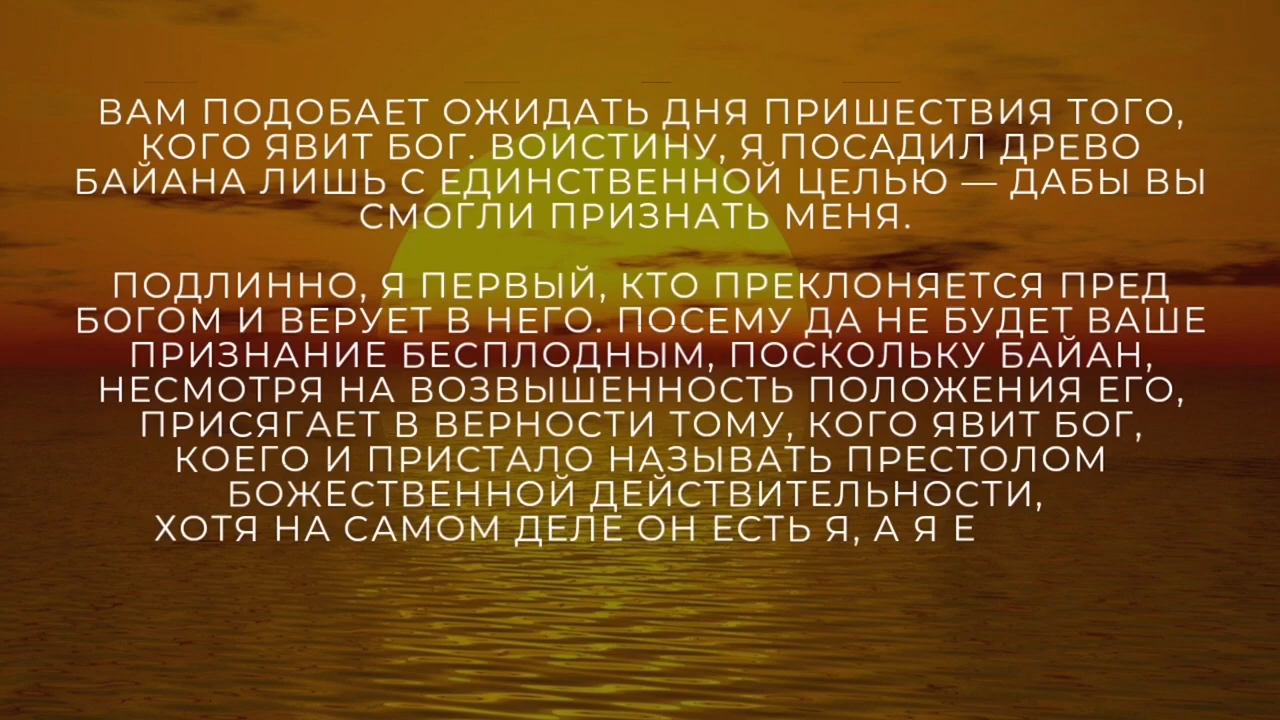 ВАМ ПОДОБАЕТ ОЖИДАТЬ ДНЯ ПРИШЕСТВИЯ ТОГО,
КОГО ЯВИТ БОГ. ВОИСТИНУ, Я ПОСАДИЛ ДРЕВО
БАЙАНА ЛИШЬ С ЕДИНСТВЕННОЙ ЦЕЛЬЮ — ДАБЫ ВЫ
СМОГЛИ ПРИЗНАТЬ МЕНЯ.
ПОДЛИННО, Я ПЕРВЫЙ, КТО ПРЕКЛОНЯЕТСЯ ПРЕД
БОГОМ И ВЕРУЕТ В НЕГО. ПОСЕМУ ДА НЕ БУДЕТ ВАШЕ
ПРИЗНАНИЕ БЕСПЛОДНЫМ, ПОСКОЛЬКУ БАЙАН,
НЕСМОТРЯ НА ВОЗВЫШЕННОСТЬ ПОЛОЖЕНИЯ ЕГО,
ПРИСЯГАЕТ В ВЕРНОСТИ ТОМУ, КОГО ЯВИТ БОГ,
КОЕГО И ПРИСТАЛО НАЗЫВАТЬ ПРЕСТОЛОМ
БОЖЕСТВЕННОЙ ДЕЙСТВИТЕЛЬНОСТИ,
ХОТЯ НА САМОМ ДЕЛЕ ОН ЕСТЬ Я, А Я Е